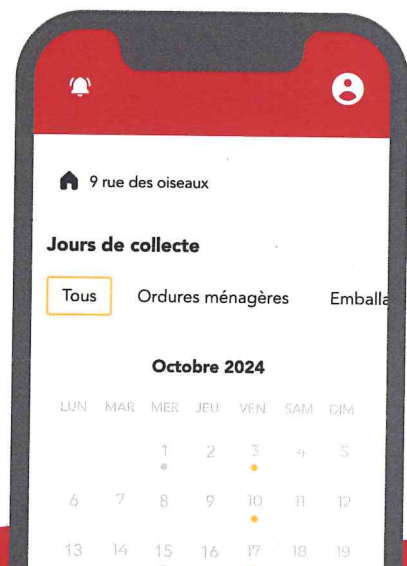 9 rue des oiseaux
Jours de collecte
Tous Ordures ménagères Emballa
Octobre 2024
LUN MAR MER JEU VEN SAM DIM
1 2 3 4 5
6 7 8 9 10 11 12
13 14 15 16 17 18 19